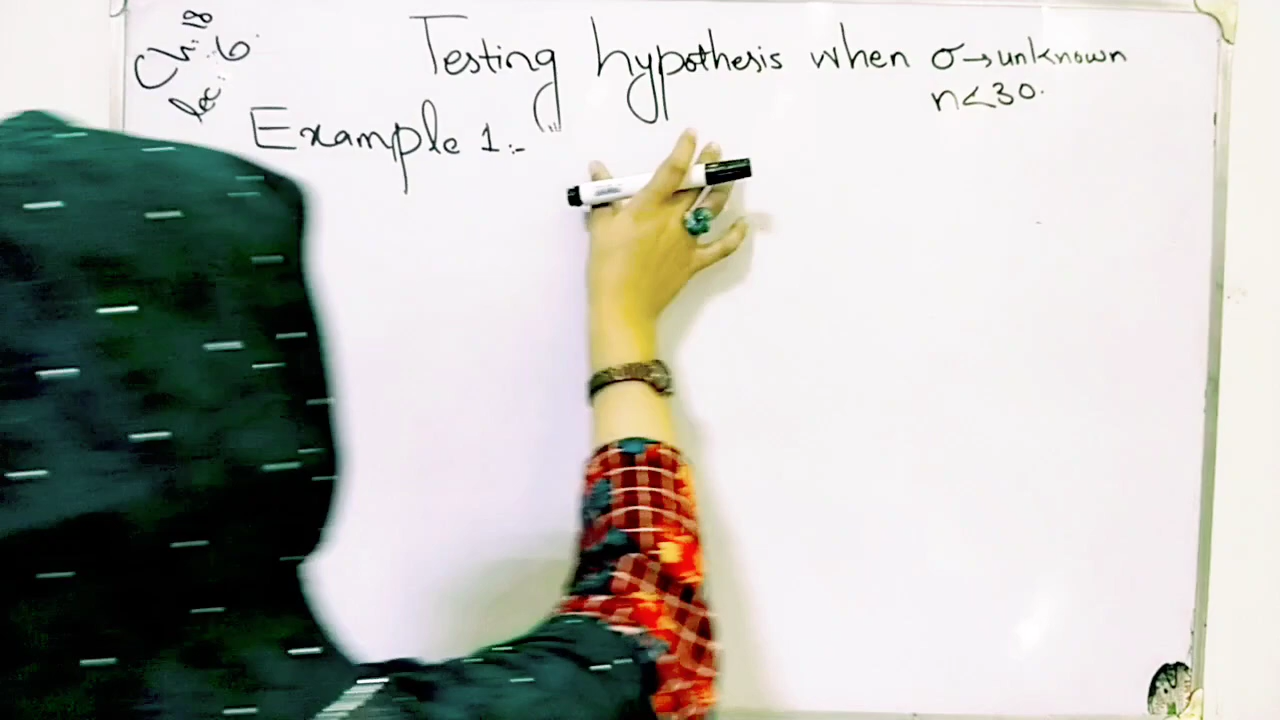 Ch: 18
lec: 6.
Testing hypothesis when σ→unknown
n<30.
Example 1:-